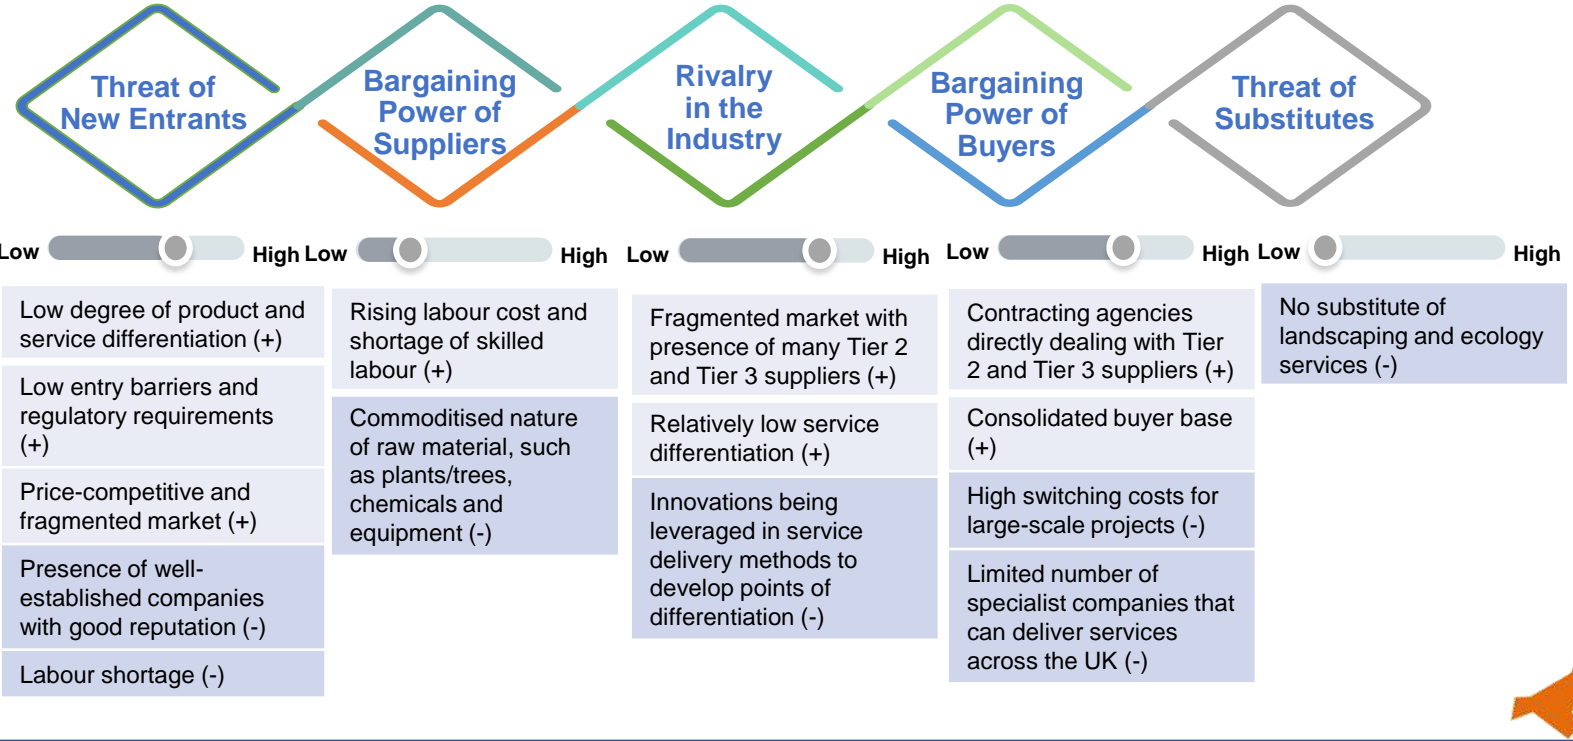 Threat of
New Entrants
Bargaining
Power of
Suppliers
Rivalry
in the
Industry
Bargaining
Power of
Buyers
Threat of
Substitutes
Low
High
Low
High
Low
High
Low
High
Low
High
Low degree of product and
service differentiation (+)
Low entry barriers and
regulatory requirements
(+)
Price-competitive and
fragmented market (+)
Presence of well-
established companies
with good reputation (-)
Labour shortage (-)
Rising labour cost and
shortage of skilled
labour (+)
Commoditised nature
of raw material, such
as plants/trees,
chemicals and
equipment (-)
Fragmented market with
presence of many Tier 2
and Tier 3 suppliers (+)
Relatively low service
differentiation (+)
Innovations being
leveraged in service
delivery methods to
develop points of
differentiation (-)
Contracting agencies
directly dealing with Tier
2 and Tier 3 suppliers (+)
Consolidated buyer base
(+)
High switching costs for
large-scale projects (-)
Limited number of
specialist companies that
can deliver services
across the UK (-)
No substitute of
landscaping and ecology
services (-)